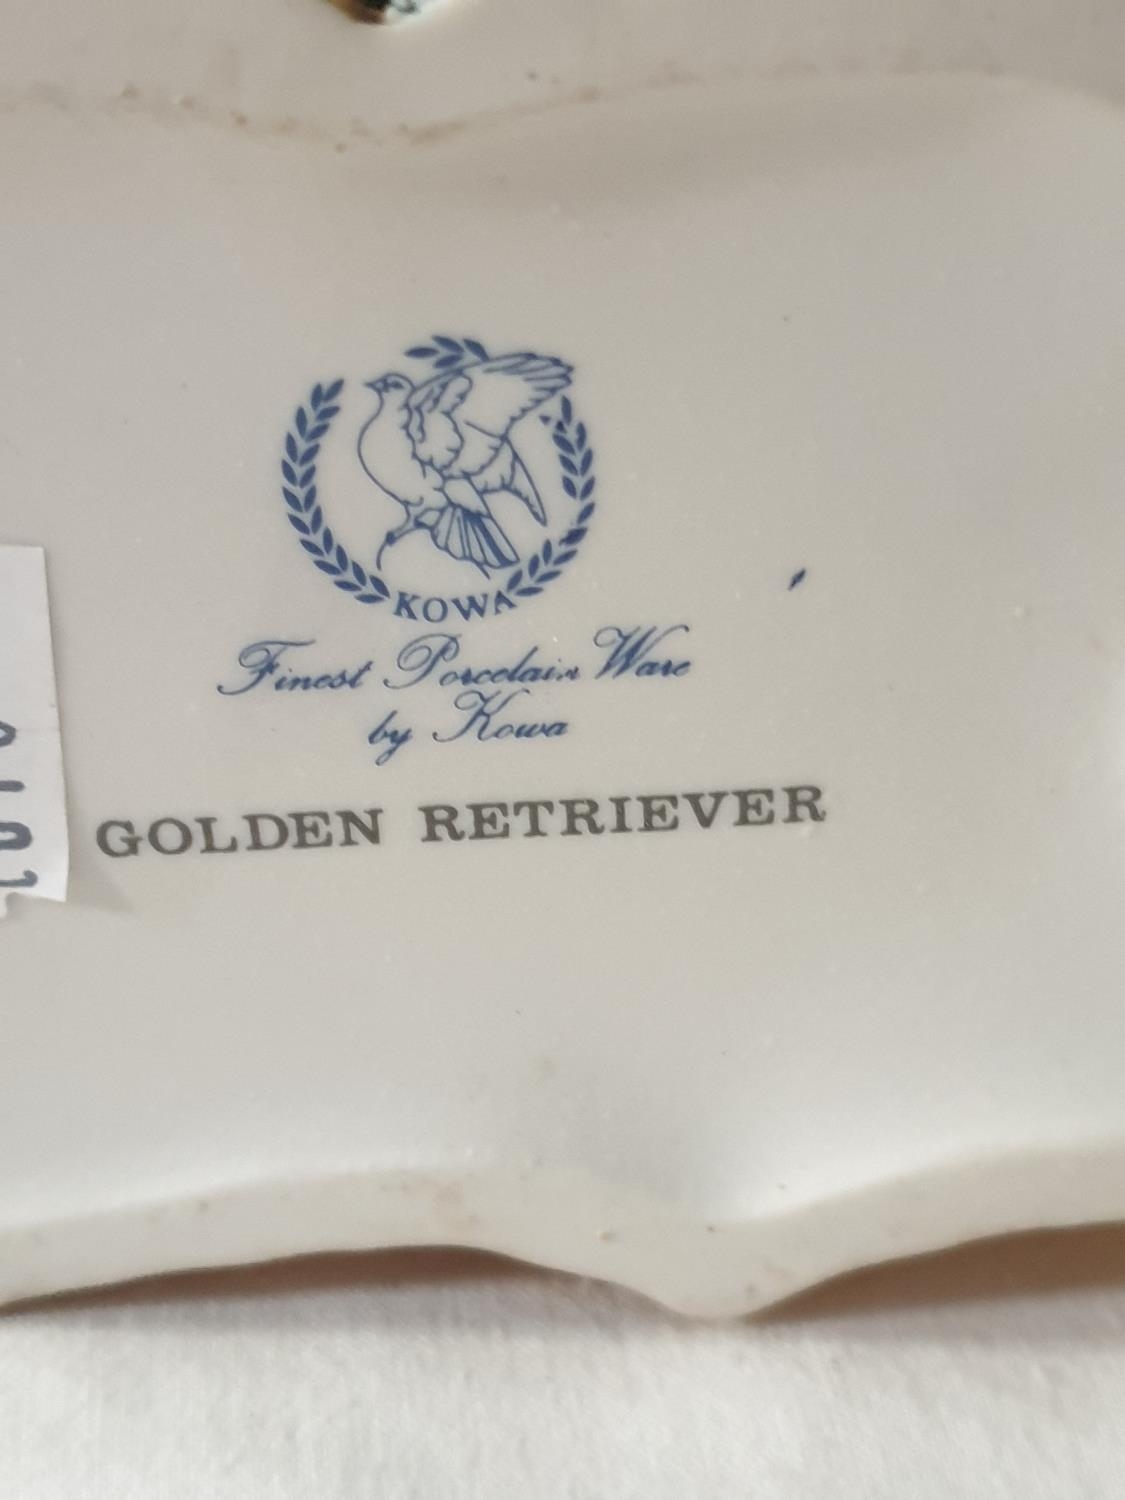 KOWA
Finest Porcelain Ware
by Kowa
GOLDEN RETRIEVER